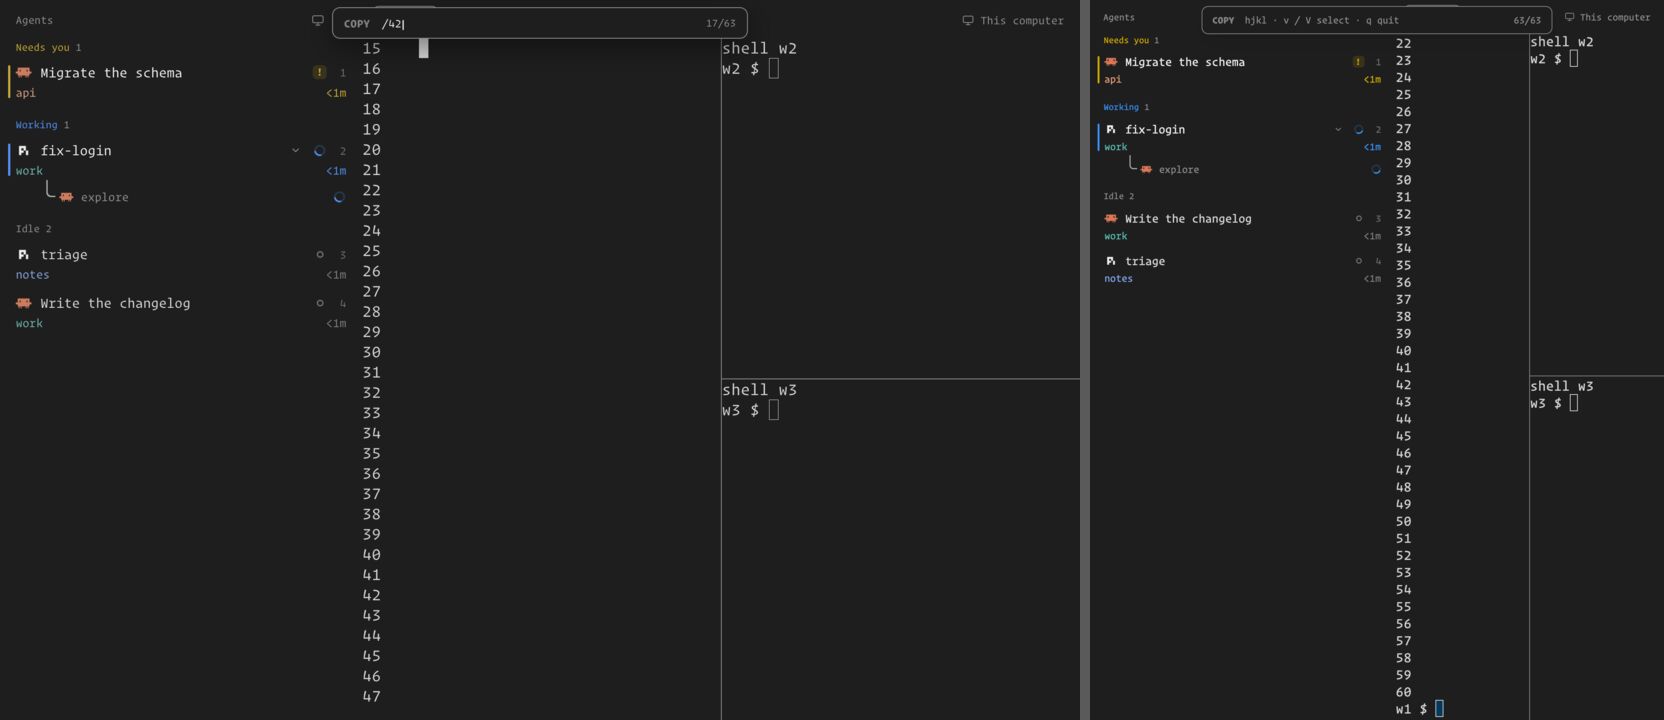 Agents
COPY /42 17/63
This computer
Needs you 1
Migrate the schema ! 1
api <1m
Working 1
fix-login 2
work <1m
explore
Idle 2
triage 3
notes <1m
Write the changelog 4
work <1m
15
16
17
18
19
20
21
22
23
24
25
26
27
28
29
30
31
32
33
34
35
36
37
38
39
40
41
42
43
44
45
46
47
shell w2
w2 $
shell w3
w3 $
Agents
COPY hjkl · v / V select · q quit 63/63
This computer
Needs you 1
Migrate the schema ! 1
api <1m
Working 1
fix-login 2
work <1m
explore
Idle 2
Write the changelog 3
work <1m
triage 4
notes <1m
22
23
24
25
26
27
28
29
30
31
32
33
34
35
36
37
38
39
40
41
42
43
44
45
46
47
48
49
50
51
52
53
54
55
56
57
58
59
60
w1 $
shell w2
w2 $
shell w3
w3 $